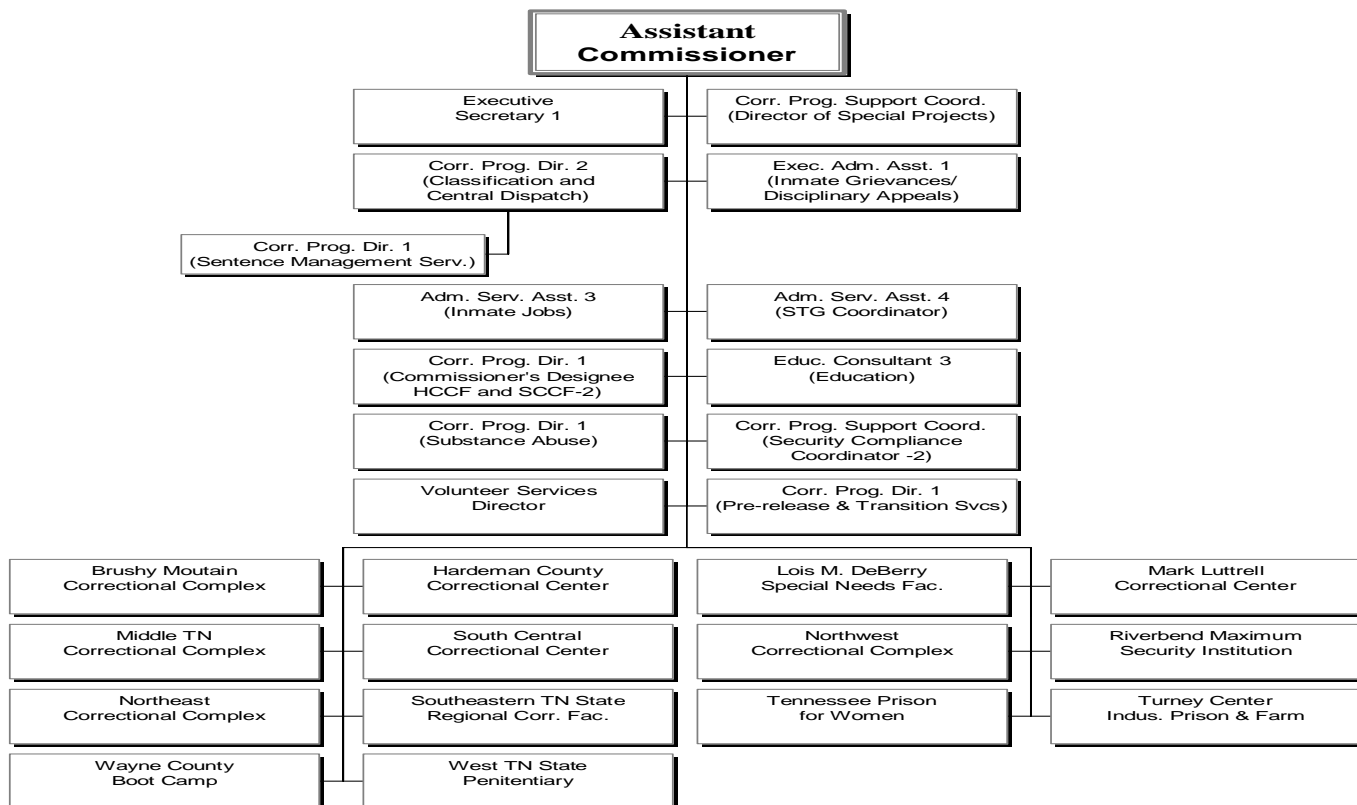 Assistant
Commissioner
Executive
Secretary 1
Corr. Prog. Support Coord.
(Director of Special Projects)
Corr. Prog. Dir. 2
(Classification and
Central Dispatch)
Exec. Adm. Asst. 1
(Inmate Grievances/
Disciplinary Appeals)
Corr. Prog. Dir. 1
(Sentence Management Serv.)
Adm. Serv. Asst. 3
(Inmate Jobs)
Adm. Serv. Asst. 4
(STG Coordinator)
Corr. Prog. Dir. 1
(Commissioner's Designee
HCCF and SCCF-2)
Educ. Consultant 3
(Education)
Corr. Prog. Dir. 1
(Substance Abuse)
Corr. Prog. Support Coord.
(Security Compliance
Coordinator -2)
Volunteer Services
Director
Corr. Prog. Dir. 1
(Pre-release & Transition Svcs)
Brushy Moutain
Correctional Complex
Hardeman County
Correctional Center
Lois M. DeBerry
Special Needs Fac.
Mark Luttrell
Correctional Center
Middle TN
Correctional Complex
South Central
Correctional Center
Northwest
Correctional Complex
Riverbend Maximum
Security Institution
Northeast
Correctional Complex
Southeastern TN State
Regional Corr. Fac.
Tennessee Prison
for Women
Turney Center
Indus. Prison & Farm
Wayne County
Boot Camp
West TN State
Penitentiary